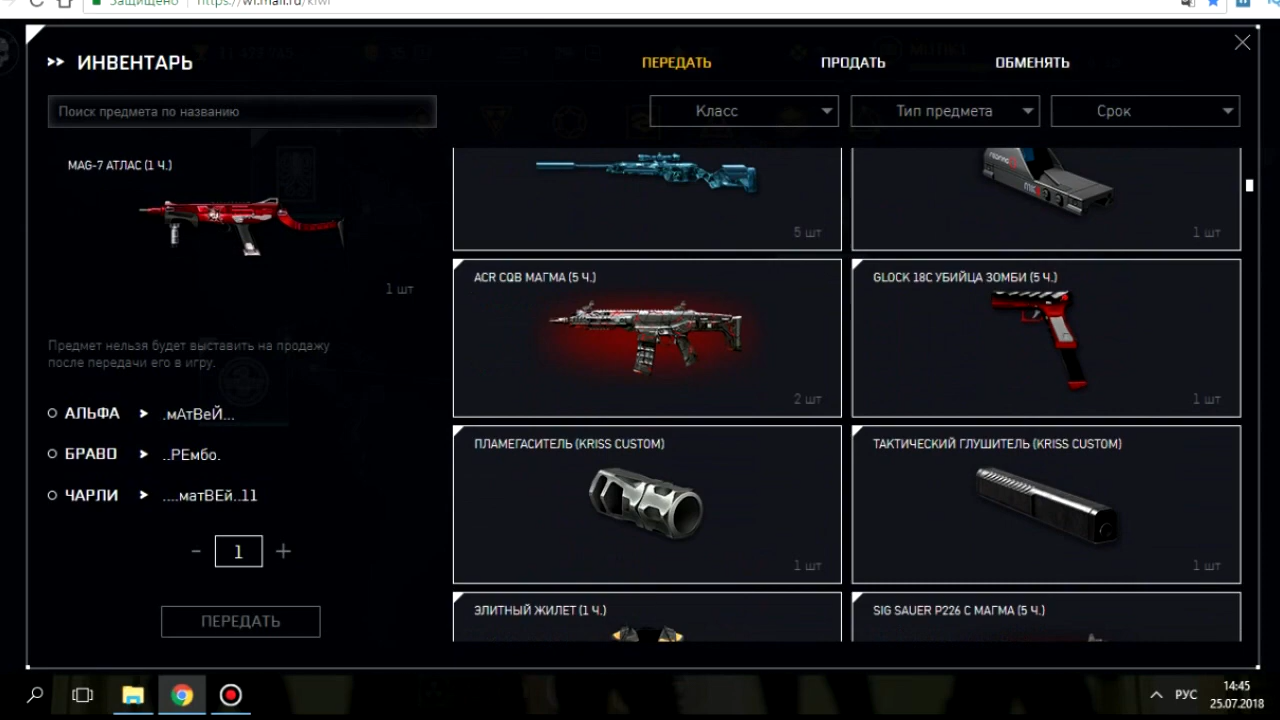 Защищено https://wf.mail.ru/kiwi
ИНВЕНТАРЬ
ПЕРЕДАТЬ ПРОДАТЬ ОБМЕНЯТЬ
Поиск предмета по названию
Класс Тип предмета Срок
MAG-7 АТЛАС (1 Ч.)
1 шт
Предмет нельзя будет выставить на продажу
после передачи его в игру.
АЛЬФА .мАтВеЙ...
БРАВО ..РЕмбо.
ЧАРЛИ ....матВЕй..11
- 1 +
ПЕРЕДАТЬ
5 шт
1 шт
ACR CQB МАГМА (5 Ч.)
2 шт
GLOCK 18C УБИЙЦА ЗОМБИ (5 Ч.)
1 шт
ПЛАМЕГАСИТЕЛЬ (KRISS CUSTOM)
1 шт
ТАКТИЧЕСКИЙ ГЛУШИТЕЛЬ (KRISS CUSTOM)
1 шт
ЭЛИТНЫЙ ЖИЛЕТ (1 Ч.)
SIG SAUER P226 C МАГМА (5 Ч.)
РУС
14:45
25.07.2018